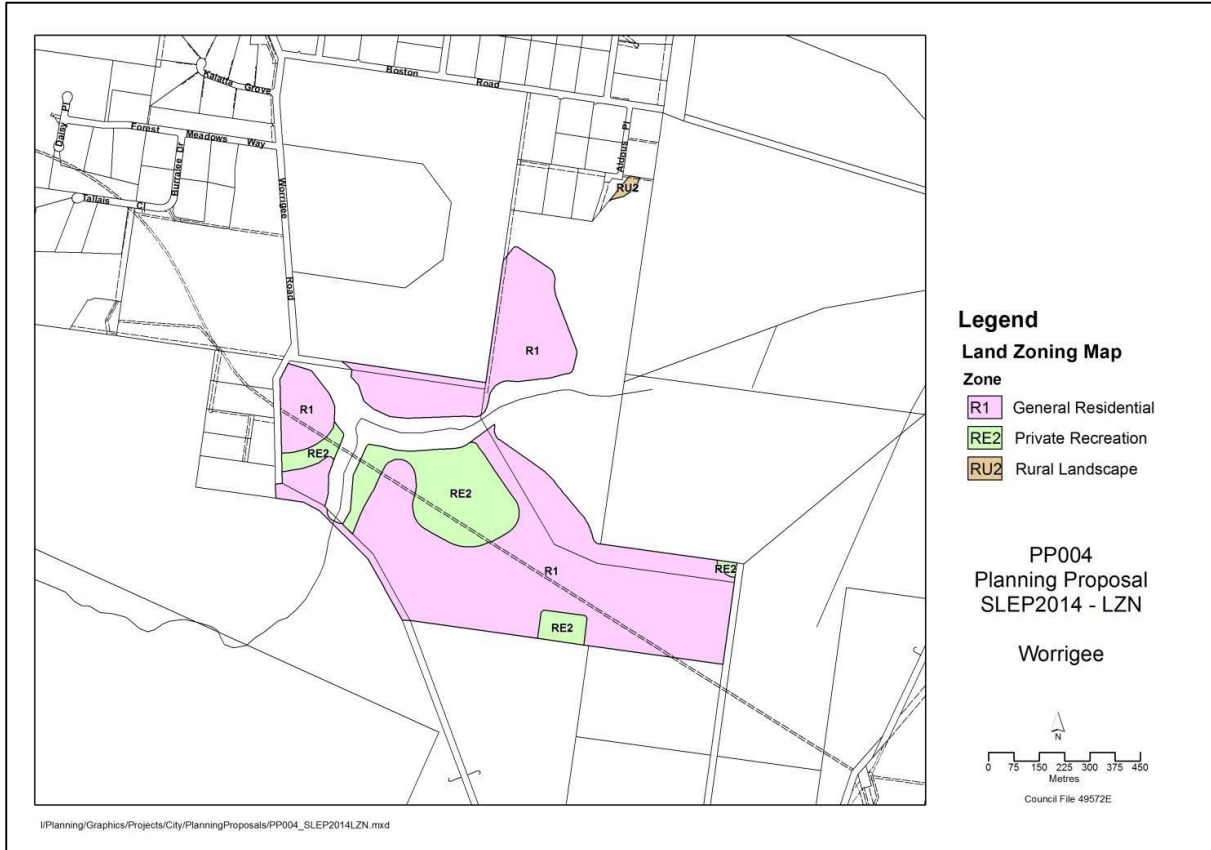 Boston Road
Kalatta Grove
Daisy Pl
Forest Meadows Way
Burralee Dr
Tallais Cl
Worrigee Road
Aldous Pl
RU2
R1
R1
RE2
RE2
R1
RE2
RE2
Legend
Land Zoning Map
Zone
R1 General Residential
RE2 Private Recreation
RU2 Rural Landscape
PP004
Planning Proposal
SLEP2014 - LZN
Worrigee
N
0 75 150 225 300 375 450
Metres
Council File 49572E
I/Planning/Graphics/Projects/City/PlanningProposals/PP004_SLEP2014LZN.mxd